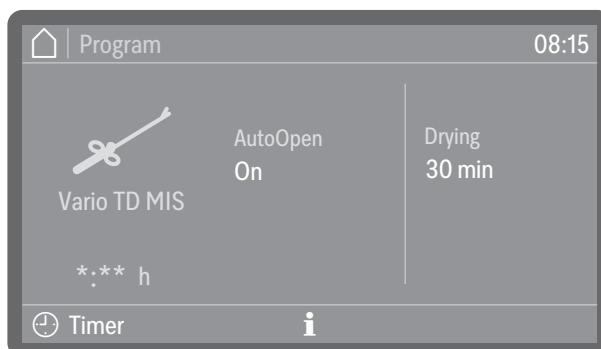 Program 08:15
AutoOpen
On
Drying
30 min
Vario TD MIS
*:** h
Timer i